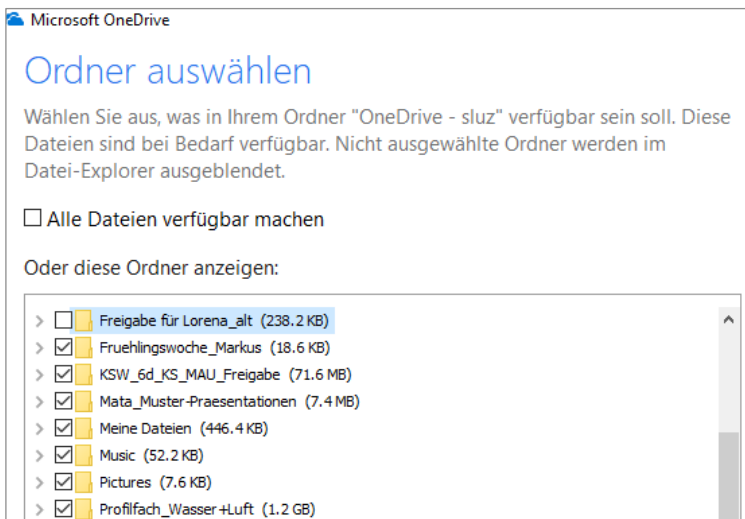 Microsoft OneDrive
Ordner auswählen
Wählen Sie aus, was in Ihrem Ordner "OneDrive - sluz" verfügbar sein soll. Diese
Dateien sind bei Bedarf verfügbar. Nicht ausgewählte Ordner werden im
Datei-Explorer ausgeblendet.
Alle Dateien verfügbar machen
Oder diese Ordner anzeigen:
Freigabe für Lorena_alt (238.2 KB)
Fruehlingswoche_Markus (18.6 KB)
KSW_6d_KS_MAU_Freigabe (71.6 MB)
Mata_Muster-Praesentationen (7.4 MB)
Meine Dateien (446.4 KB)
Music (52.2 KB)
Pictures (7.6 KB)
Profilfach_Wasser+Luft (1.2 GB)